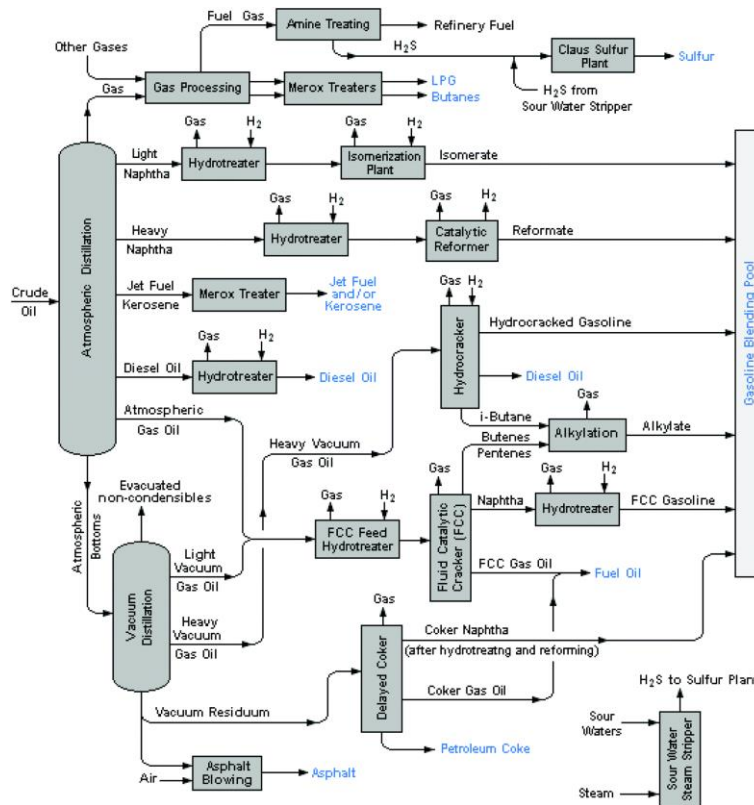 Fuel Gas
Amine Treating
Refinery Fuel
Other Gases
H₂S
Claus Sulfur
Plant
Sulfur
Gas
Gas Processing
Merox Treaters
LPG
Butanes
H₂S from
Sour Water
Stripper
Gas
H₂
Gas
H₂
Light
Naphtha
Hydrotreater
Isomerization
Plant
Isomerate
Gas
H₂
Gas
H₂
Heavy
Naphtha
Hydrotreater
Catalytic
Reformer
Reformate
Crude
Oil
Atmospheric Distillation
Jet Fuel
Kerosene
Merox Treater
Jet Fuel
and/or
Kerosene
Gas
H₂
Hydrocracker
Hydrocracked Gasoline
Gasoline Blending Pool
Gas
H₂
Diesel Oil
Hydrotreater
Diesel Oil
Diesel Oil
Atmospheric
Gas Oil
i-Butane
Butenes
Pentenes
Gas
Alkylation
Alkylate
Heavy Vacuum
Gas Oil
Evacuated
non-condensibles
Atmospheric
Bottoms
Gas
H₂
FCC Feed
Hydrotreater
Gas
Fluid Catalytic
Cracker (FCC)
Naphtha
Gas
H₂
Hydrotreater
FCC Gasoline
FCC Gas Oil
Fuel Oil
Vacuum
Distillation
Light
Vacuum
Gas Oil
Heavy
Vacuum
Gas Oil
Gas
Delayed Coker
Coker Naphtha
(after hydrotreatng and reforming)
Coker Gas Oil
Vacuum Residuum
Petroleum Coke
H₂S to Sulfur Plant
Sour
Waters
Sour Water
Steam Stripper
Steam
Air
Asphalt
Blowing
Asphalt